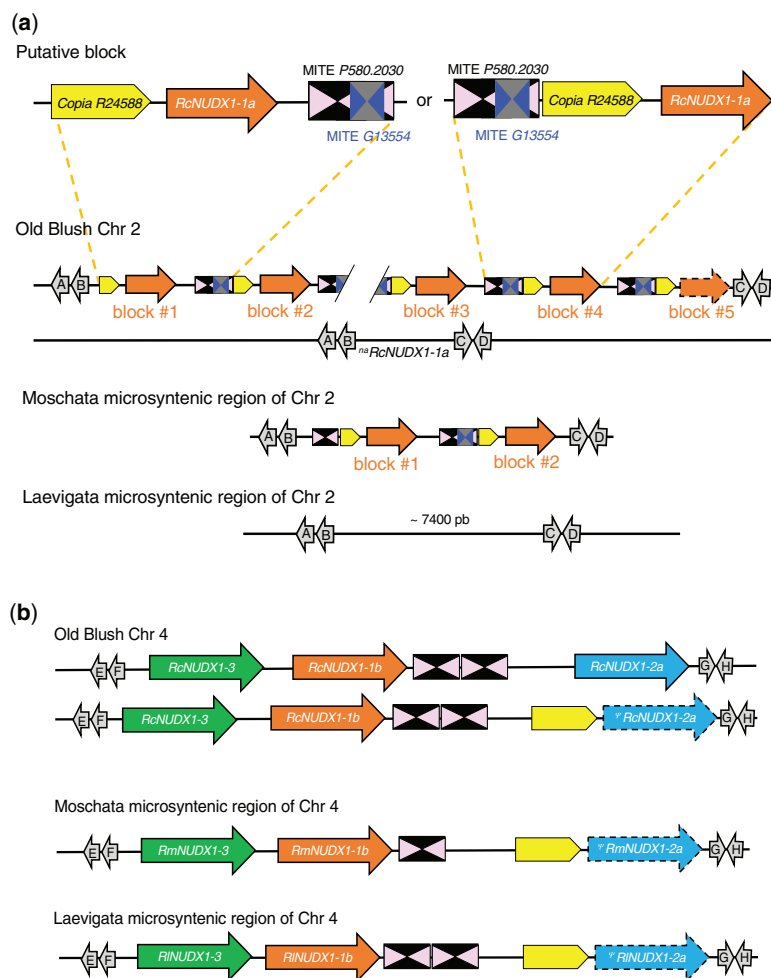 (a)
Putative block
Copia R24588 RcNUDX1-1a MITE P580.2030 MITE G13554 or MITE P580.2030 MITE G13554 Copia R24588 RcNUDX1-1a
Old Blush Chr 2
A B C D
block #1 block #2 block #3 block #4 block #5
A B naRcNUDX1-1a C D
Moschata microsyntenic region of Chr 2
A B C D
block #1 block #2
Laevigata microsyntenic region of Chr 2
A B ~ 7400 pb C D
(b)
Old Blush Chr 4
E F RcNUDX1-3 RcNUDX1-1b RcNUDX1-2a G H
E F RcNUDX1-3 RcNUDX1-1b Ψ RcNUDX1-2a G H
Moschata microsyntenic region of Chr 4
E F RmNUDX1-3 RmNUDX1-1b Ψ RmNUDX1-2a G H
Laevigata microsyntenic region of Chr 4
E F RlNUDX1-3 RlNUDX1-1b Ψ RlNUDX1-2a G H